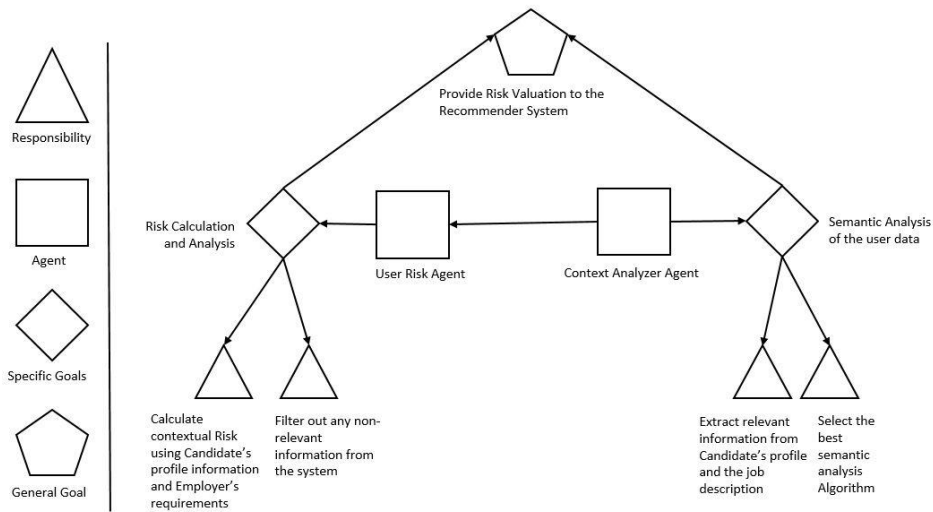 Responsibility
Agent
Specific Goals
General Goal
Provide Risk Valuation to the
Recommender System
Risk Calculation
and Analysis
User Risk Agent
Context Analyzer Agent
Semantic Analysis
of the user data
Calculate
contextual Risk
using Candidate's
profile information
and Employer's
requirements
Filter out any non-
relevant
information from
the system
Extract relevant
information from
Candidate's profile
and the job
description
Select the
best
semantic
analysis
Algorithm